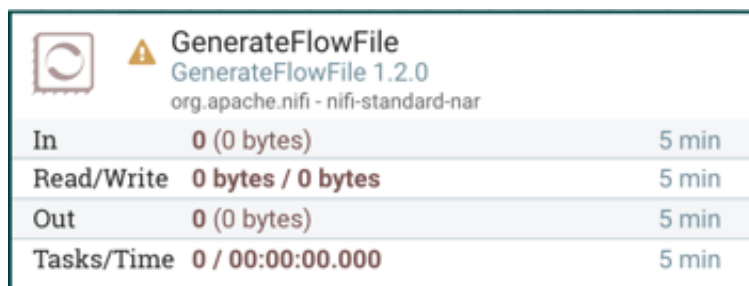 GenerateFlowFile
GenerateFlowFile 1.2.0
org.apache.nifi - nifi-standard-nar
In 0 (0 bytes) 5 min
Read/Write 0 bytes / 0 bytes 5 min
Out 0 (0 bytes) 5 min
Tasks/Time 0 / 00:00:00.000 5 min